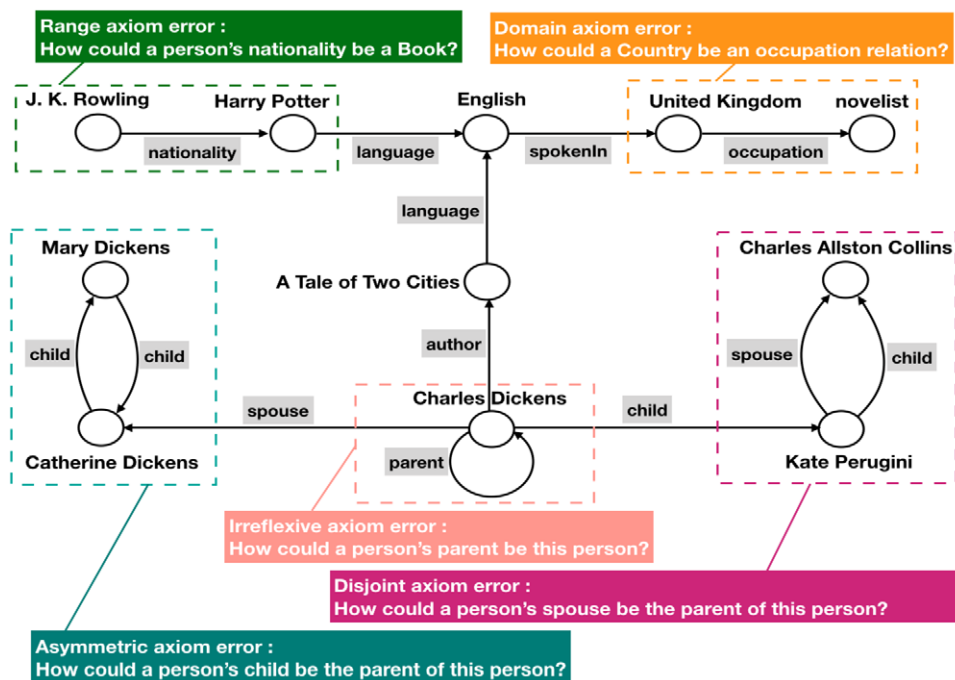 Range axiom error :
How could a person's nationality be a Book?
Domain axiom error :
How could a Country be an occupation relation?
J. K. Rowling
Harry Potter
English
United Kingdom
novelist
nationality
language
spokenIn
occupation
language
Mary Dickens
Charles Allston Collins
A Tale of Two Cities
child
child
author
spouse
child
spouse
Charles Dickens
child
parent
Catherine Dickens
Kate Perugini
Irreflexive axiom error :
How could a person's parent be this person?
Disjoint axiom error :
How could a person's spouse be the parent of this person?
Asymmetric axiom error :
How could a person's child be the parent of this person?